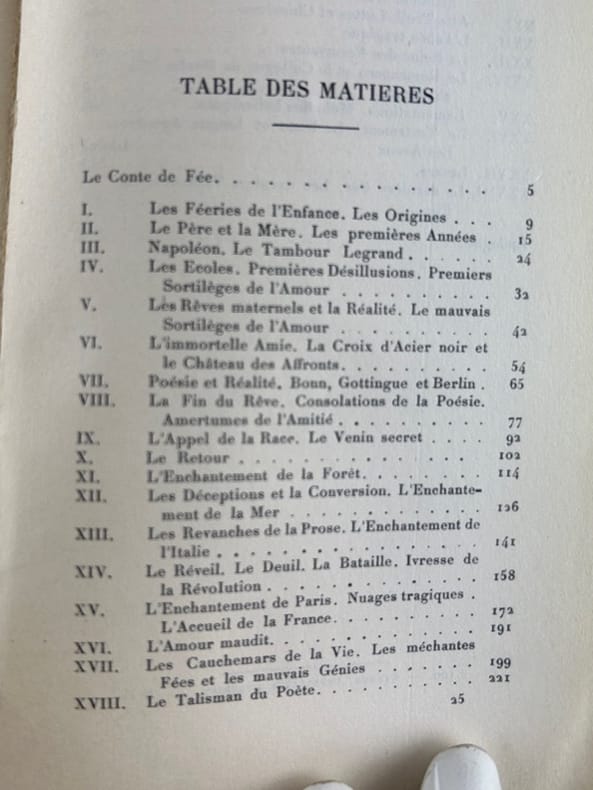 TABLE DES MATIERES
Le Conte de Fée. . . . . . . . . . . . . . . . 5
I. Les Féeries de l'Enfance. Les Origines . . . 9
II. Le Père et la Mère. Les premières Années . 15
III. Napoléon. Le Tambour Legrand. . . . . . 24
IV. Les Ecoles. Premières Désillusions. Premiers
Sortilèges de l'Amour . . . . . . . . . 32
V. Les Rêves maternels et la Réalité. Le mauvais
Sortilèges de l'Amour . . . . . . . . . 42
VI. L'immortelle Amie. La Croix d'Acier noir et
le Château des Affronts. . . . . . . . . 54
VII. Poésie et Réalité. Bonn, Gottingue et Berlin . 65
VIII. La Fin du Rêve. Consolations de la Poésie.
Amertumes de l'Amitié . . . . . . . . . 77
IX. L'Appel de la Race. Le Venin secret . . . . 92
X. Le Retour . . . . . . . . . . . . 102
XI. L'Enchantement de la Forêt. . . . . . . 114
XII. Les Déceptions et la Conversion. L'Enchante-
ment de la Mer . . . . . . . . . . . . 126
XIII. Les Revanches de la Prose. L'Enchantement de
l'Italie . . . . . . . . . . . . . . . . 141
XIV. Le Réveil. Le Deuil. La Bataille. Ivresse de
la Révolution . . . . . . . . . . . . . 158
XV. L'Enchantement de Paris. Nuages tragiques .
L'Accueil de la France. . . . . . . . . 172
XVI. L'Amour maudit. . . . . . . . . . . . . 191
XVII. Les Cauchemars de la Vie. Les méchantes
Fées et les mauvais Génies . . . . . . . 199
XVIII. Le Talisman du Poète. . . . . . . . . . 221
25